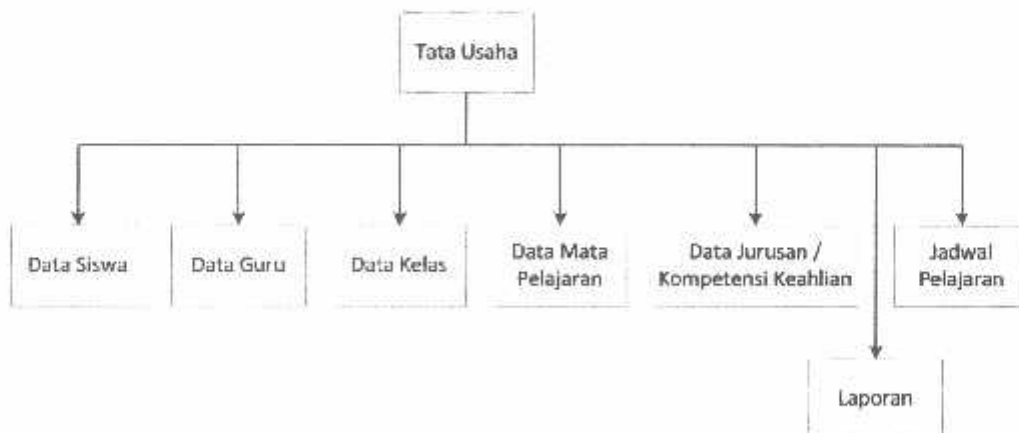 Tata Usaha
Data Siswa
Data Guru
Data Kelas
Data Mata
Pelajaran
Data Jurusan /
Kompetensi Keahlian
Jadwal
Pelajaran
Laporan